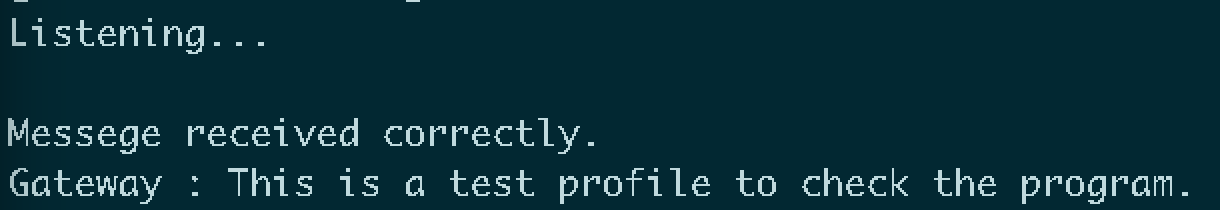 Listening...
Messege received correctly.
Gateway : This is a test profile to check the program.